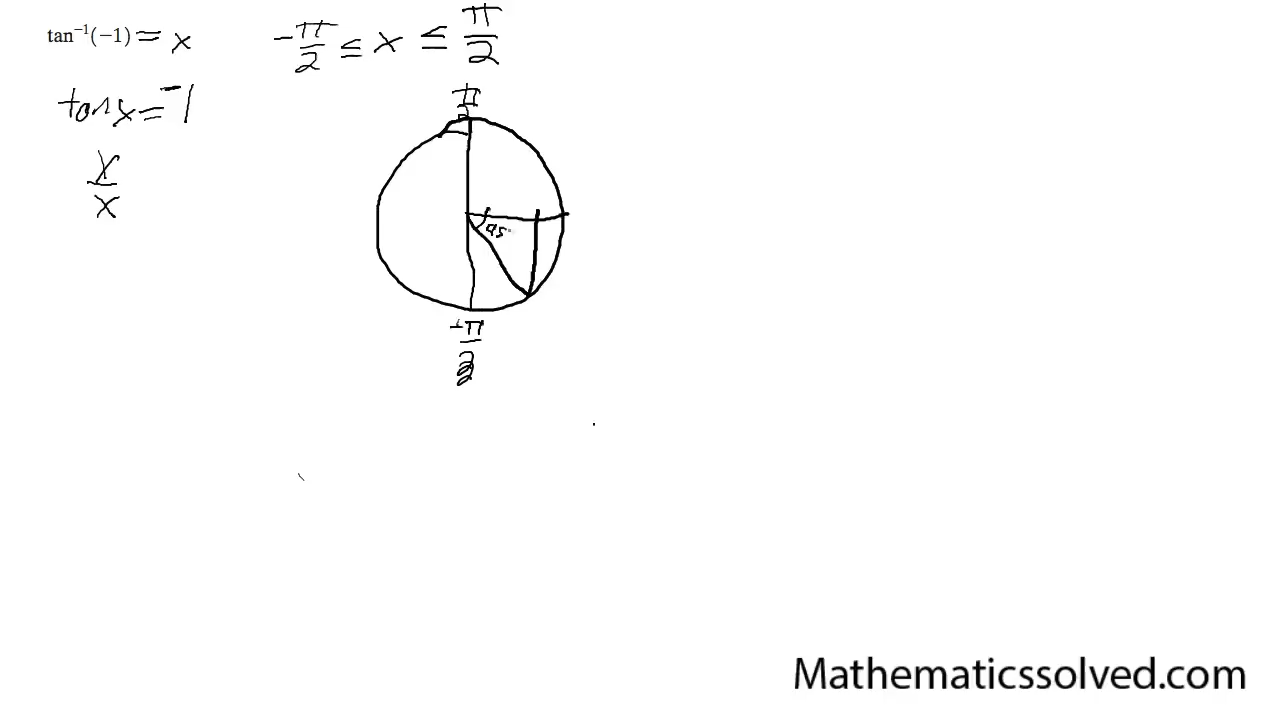 tan⁻¹(−1) = x
-π/2 ≤ x ≤ π/2
tan x = -1
y/x
π/2
45
-π/2
Mathematicssolved.com